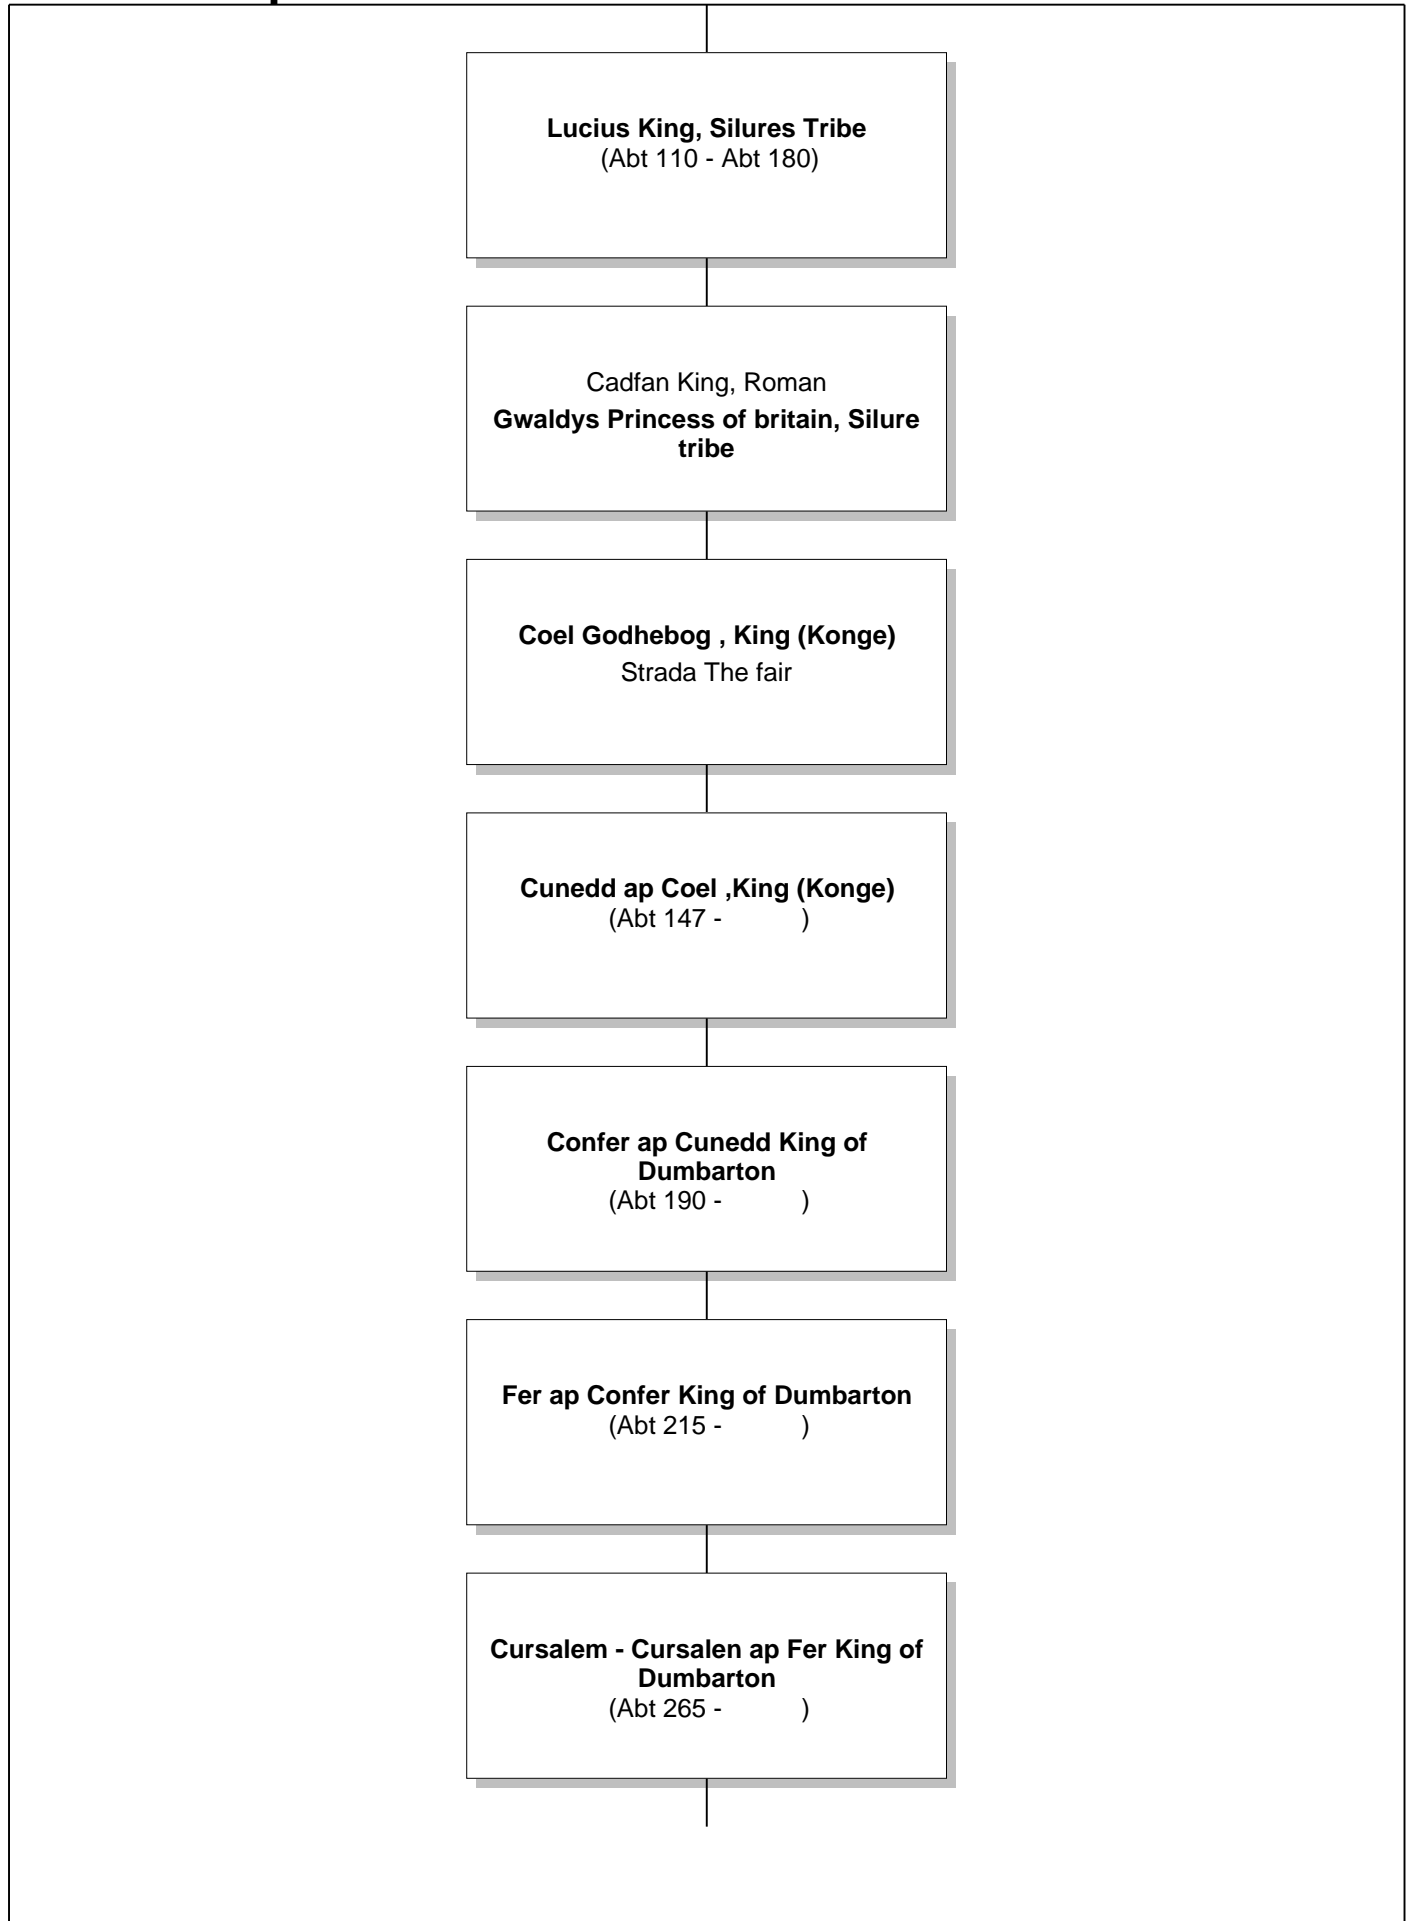 Lucius King, Silures Tribe
(Abt 110 - Abt 180)
Cadfan King, Roman
Gwaldys Princess of britain, Silure
tribe
Coel Godhebog , King (Konge)
Strada The fair
Cunedd ap Coel ,King (Konge)
(Abt 147 - )
Confer ap Cunedd King of
Dumbarton
(Abt 190 - )
Fer ap Confer King of Dumbarton
(Abt 215 - )
Cursalem - Cursalen ap Fer King of
Dumbarton
(Abt 265 - )